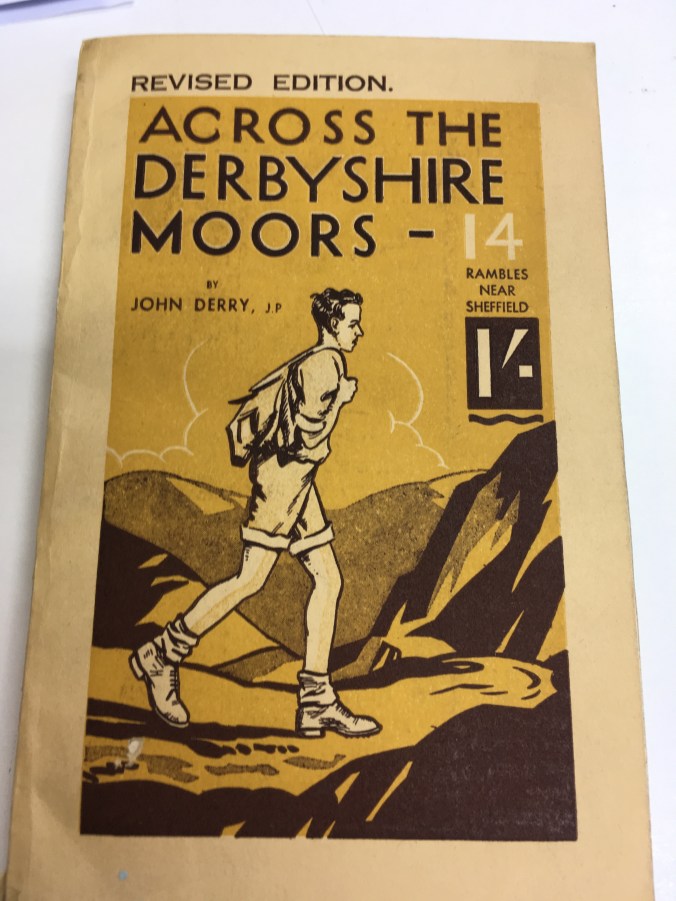 REVISED EDITION.
ACROSS THE
DERBYSHIRE
MOORS - 14
RAMBLES
NEAR
SHEFFIELD
BY
JOHN DERRY, J.P
1/-